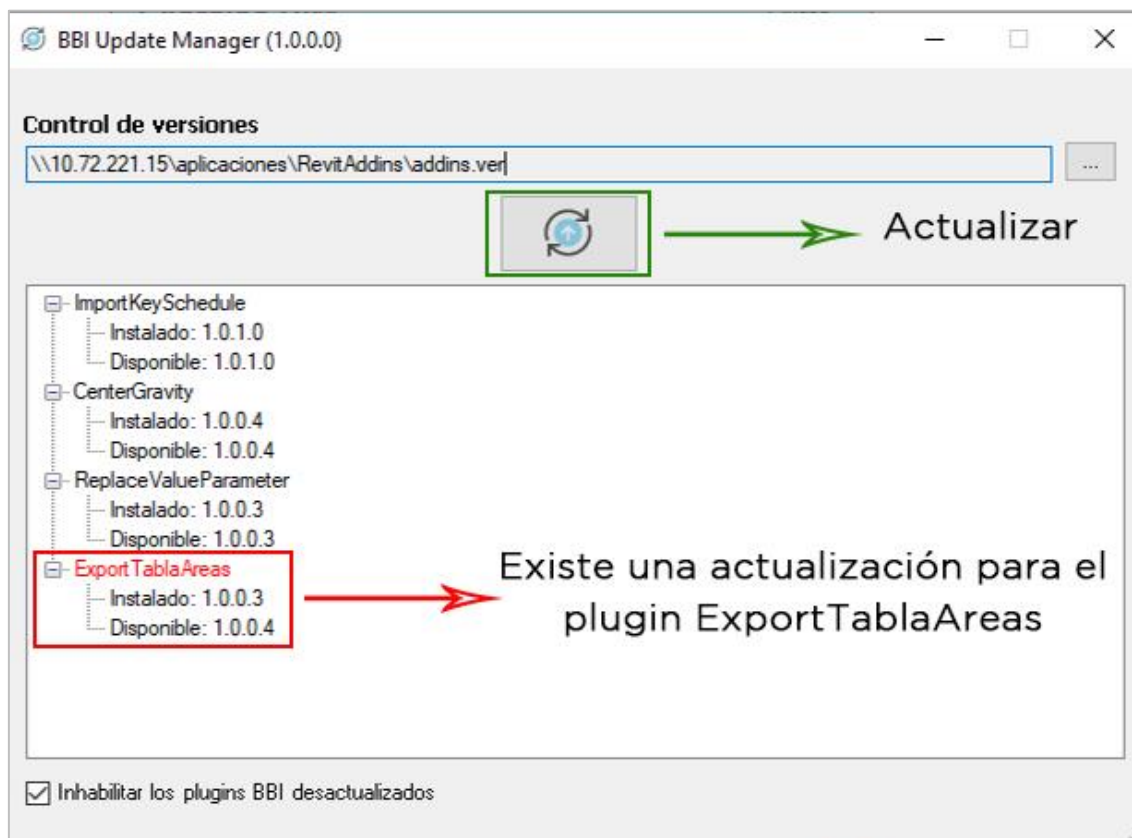 BBI Update Manager (1.0.0.0)
Control de versiones
\\10.72.221.15\aplicaciones\RevitAddins\addins.ver
...
Actualizar
ImportKeySchedule
Instalado: 1.0.1.0
Disponible: 1.0.1.0
CenterGravity
Instalado: 1.0.0.4
Disponible: 1.0.0.4
ReplaceValueParameter
Instalado: 1.0.0.3
Disponible: 1.0.0.3
ExportTablaAreas
Instalado: 1.0.0.3
Disponible: 1.0.0.4
Existe una actualización para el
plugin ExportTablaAreas
Inhabilitar los plugins BBI desactualizados